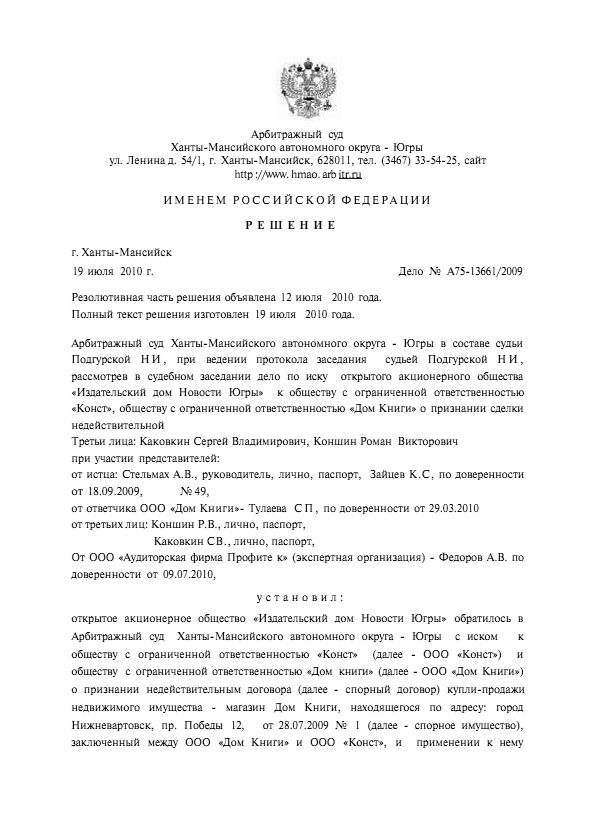 Арбитражный суд
Ханты-Мансийского автономного округа - Югры
ул. Ленина д. 54/1, г. Ханты-Мансийск, 628011, тел. (3467) 33-54-25, сайт
http://www.hmao.arbitr.ru
ИМЕНЕМ РОССИЙСКОЙ ФЕДЕРАЦИИ
РЕШЕНИЕ
г. Ханты-Мансийск
19 июля 2010 г. Дело № А75-13661/2009
Резолютивная часть решения объявлена 12 июля 2010 года.
Полный текст решения изготовлен 19 июля 2010 года.
Арбитражный суд Ханты-Мансийского автономного округа - Югры в составе судьи
Подгурской Н И , при ведении протокола заседания судьей Подгурской Н И ,
рассмотрев в судебном заседании дело по иску открытого акционерного общества
«Издательский дом Новости Югры» к обществу с ограниченной ответственностью
«Конст», обществу с ограниченной ответственностью «Дом Книги» о признании сделки
недействительной
Третьи лица: Каковкин Сергей Владимирович, Коншин Роман Викторович
при участии представителей:
от истца: Стельмах А.В., руководитель, лично, паспорт, Зайцев К.С, по доверенности
от 18.09.2009, № 49,
от ответчика ООО «Дом Книги»- Тулаева С П , по доверенности от 29.03.2010
от третьих лиц: Коншин Р.В., лично, паспорт,
Каковкин СВ., лично, паспорт,
От ООО «Аудиторская фирма Профите к» (экспертная организация) - Федоров А.В. по
доверенности от 09.07.2010,
установил:
открытое акционерное общество «Издательский дом Новости Югры» обратилось в
Арбитражный суд Ханты-Мансийского автономного округа - Югры с иском к
обществу с ограниченной ответственностью «Конст» (далее - ООО «Конст») и
обществу с ограниченной ответственностью «Дом книги» (далее - ООО «Дом Книги»)
о признании недействительным договора (далее - спорный договор) купли-продажи
недвижимого имущества - магазин Дом Книги, находящегося по адресу: город
Нижневартовск, пр. Победы 12, от 28.07.2009 № 1 (далее - спорное имущество),
заключенный между ООО «Дом Книги» и ООО «Конст», и применении к нему